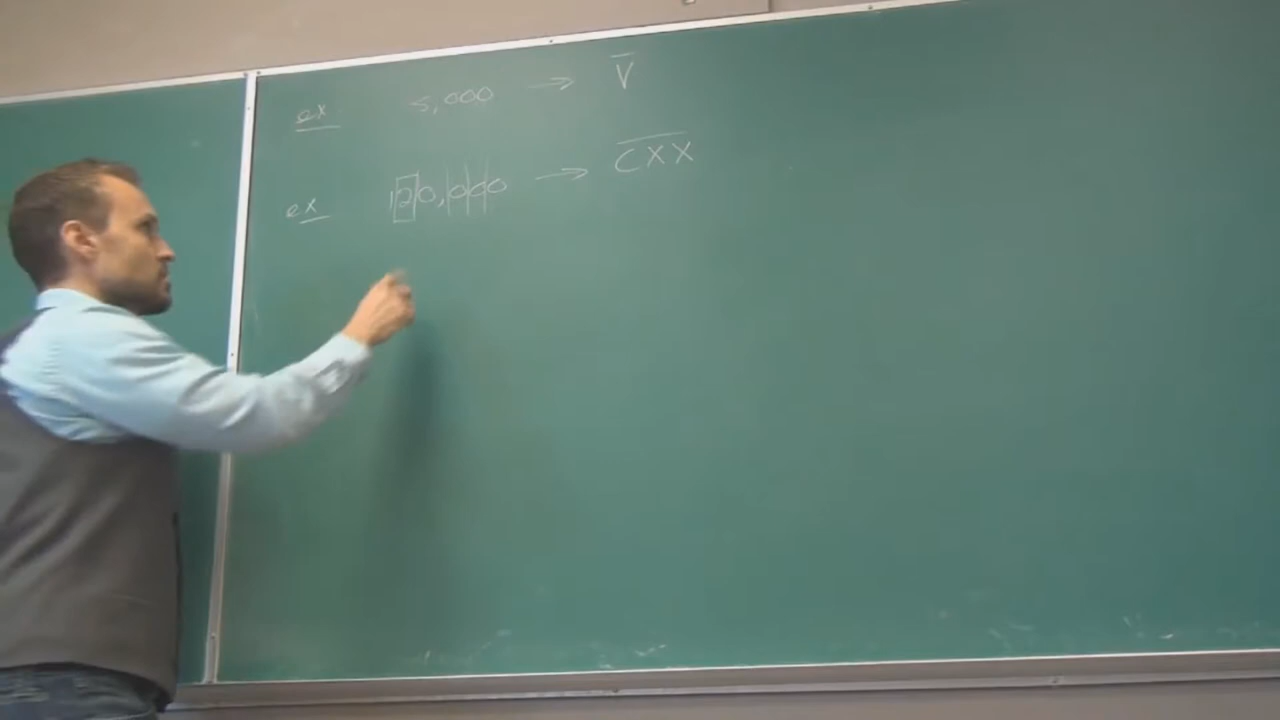 ex 5,000 → V̅
ex 120,000 → C̅X̅X̅